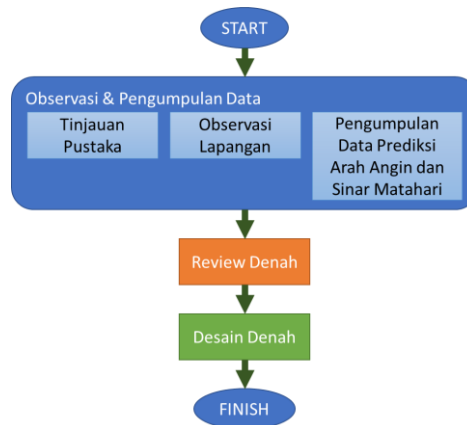 START
Observasi & Pengumpulan Data
Tinjauan
Pustaka
Observasi
Lapangan
Pengumpulan
Data Prediksi
Arah Angin dan
Sinar Matahari
Review Denah
Desain Denah
FINISH